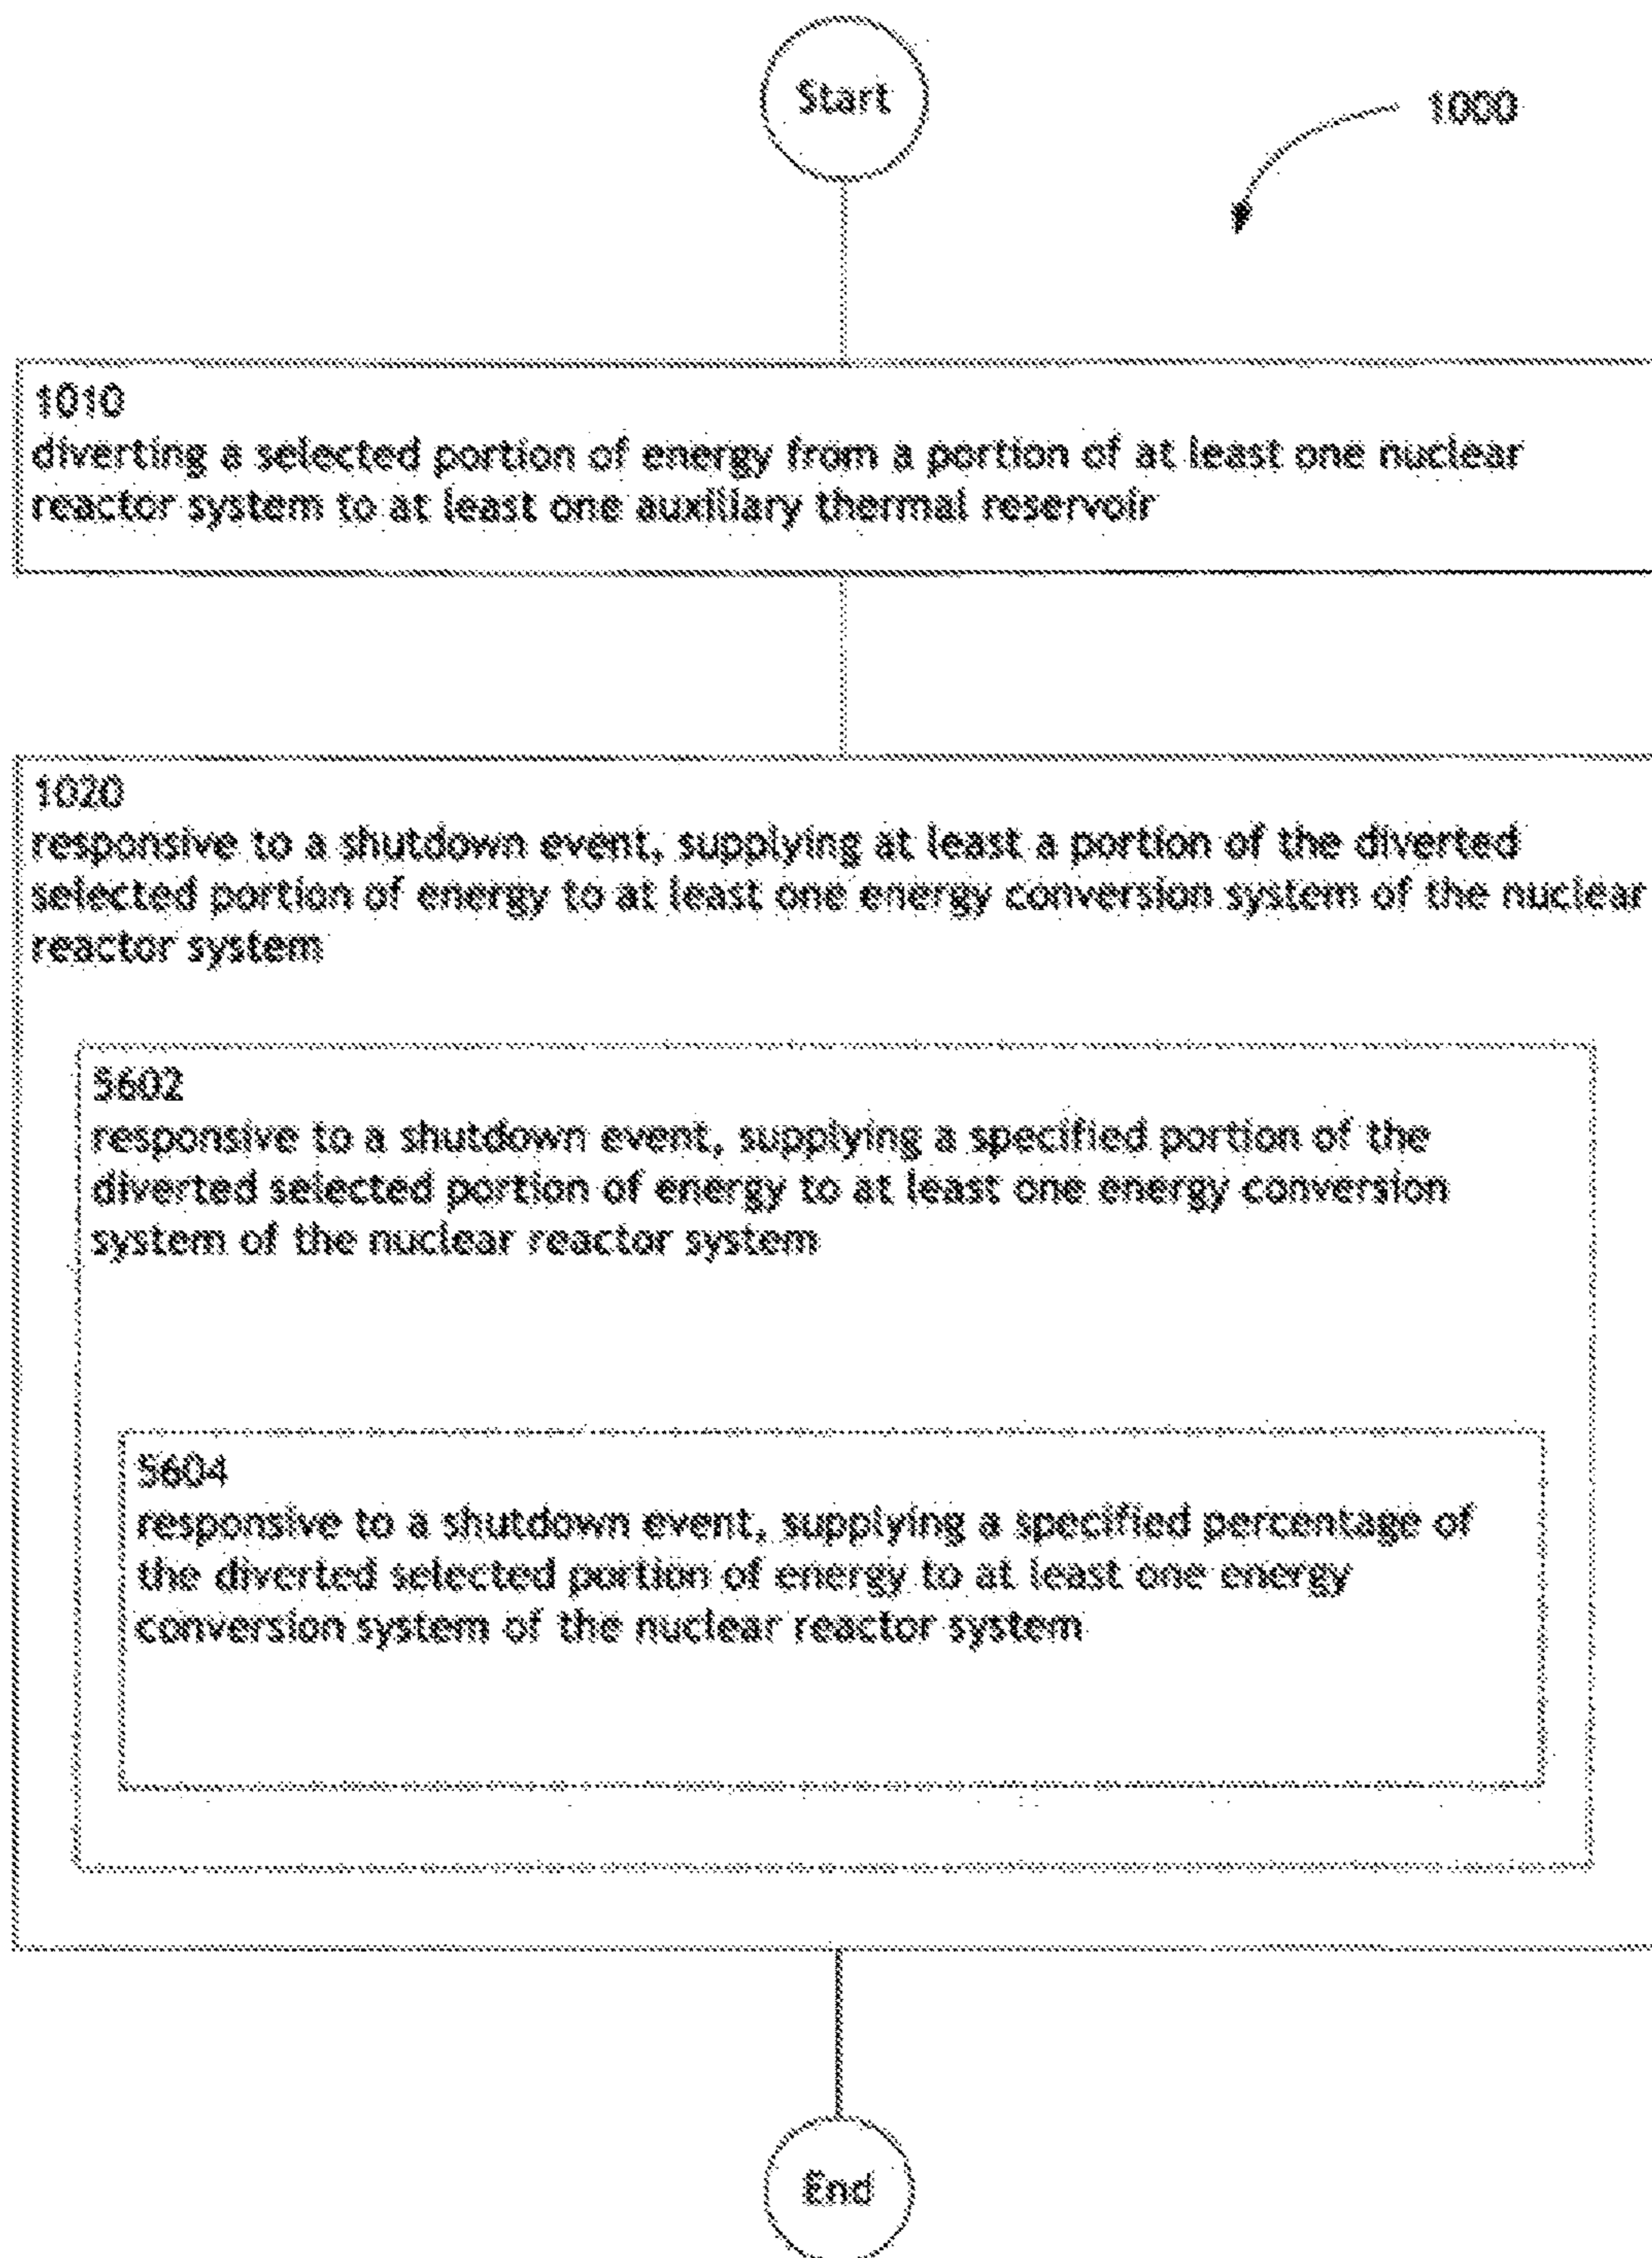 Start
1000
1010
diverting a selected portion of energy from a portion of at least one nuclear
reactor system to at least one auxiliary thermal reservoir
1020
responsive to a shutdown event, supplying at least a portion of the diverted
selected portion of energy to at least one energy conversion system of the nuclear
reactor system
5602
responsive to a shutdown event, supplying a specified portion of the
diverted selected portion of energy to at least one energy conversion
system of the nuclear reactor system
5604
responsive to a shutdown event, supplying a specified percentage of
the diverted selected portion of energy to at least one energy
conversion system of the nuclear reactor system
End